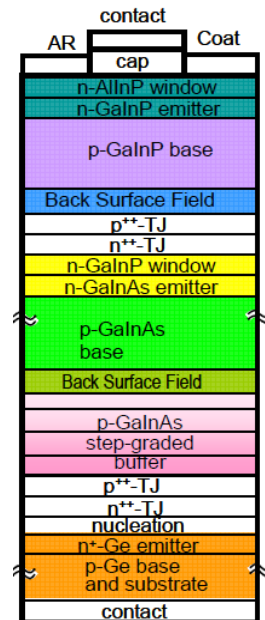 contact
AR
Coat
cap
n-AlInP window
n-GaInP emitter
p-GaInP base
Back Surface Field
p++-TJ
n++-TJ
n-GaInP window
n-GaInAs emitter
p-GaInAs
base
Back Surface Field
p-GaInAs
step-graded
buffer
p++-TJ
n++-TJ
nucleation
n+-Ge emitter
p-Ge base
and substrate
contact